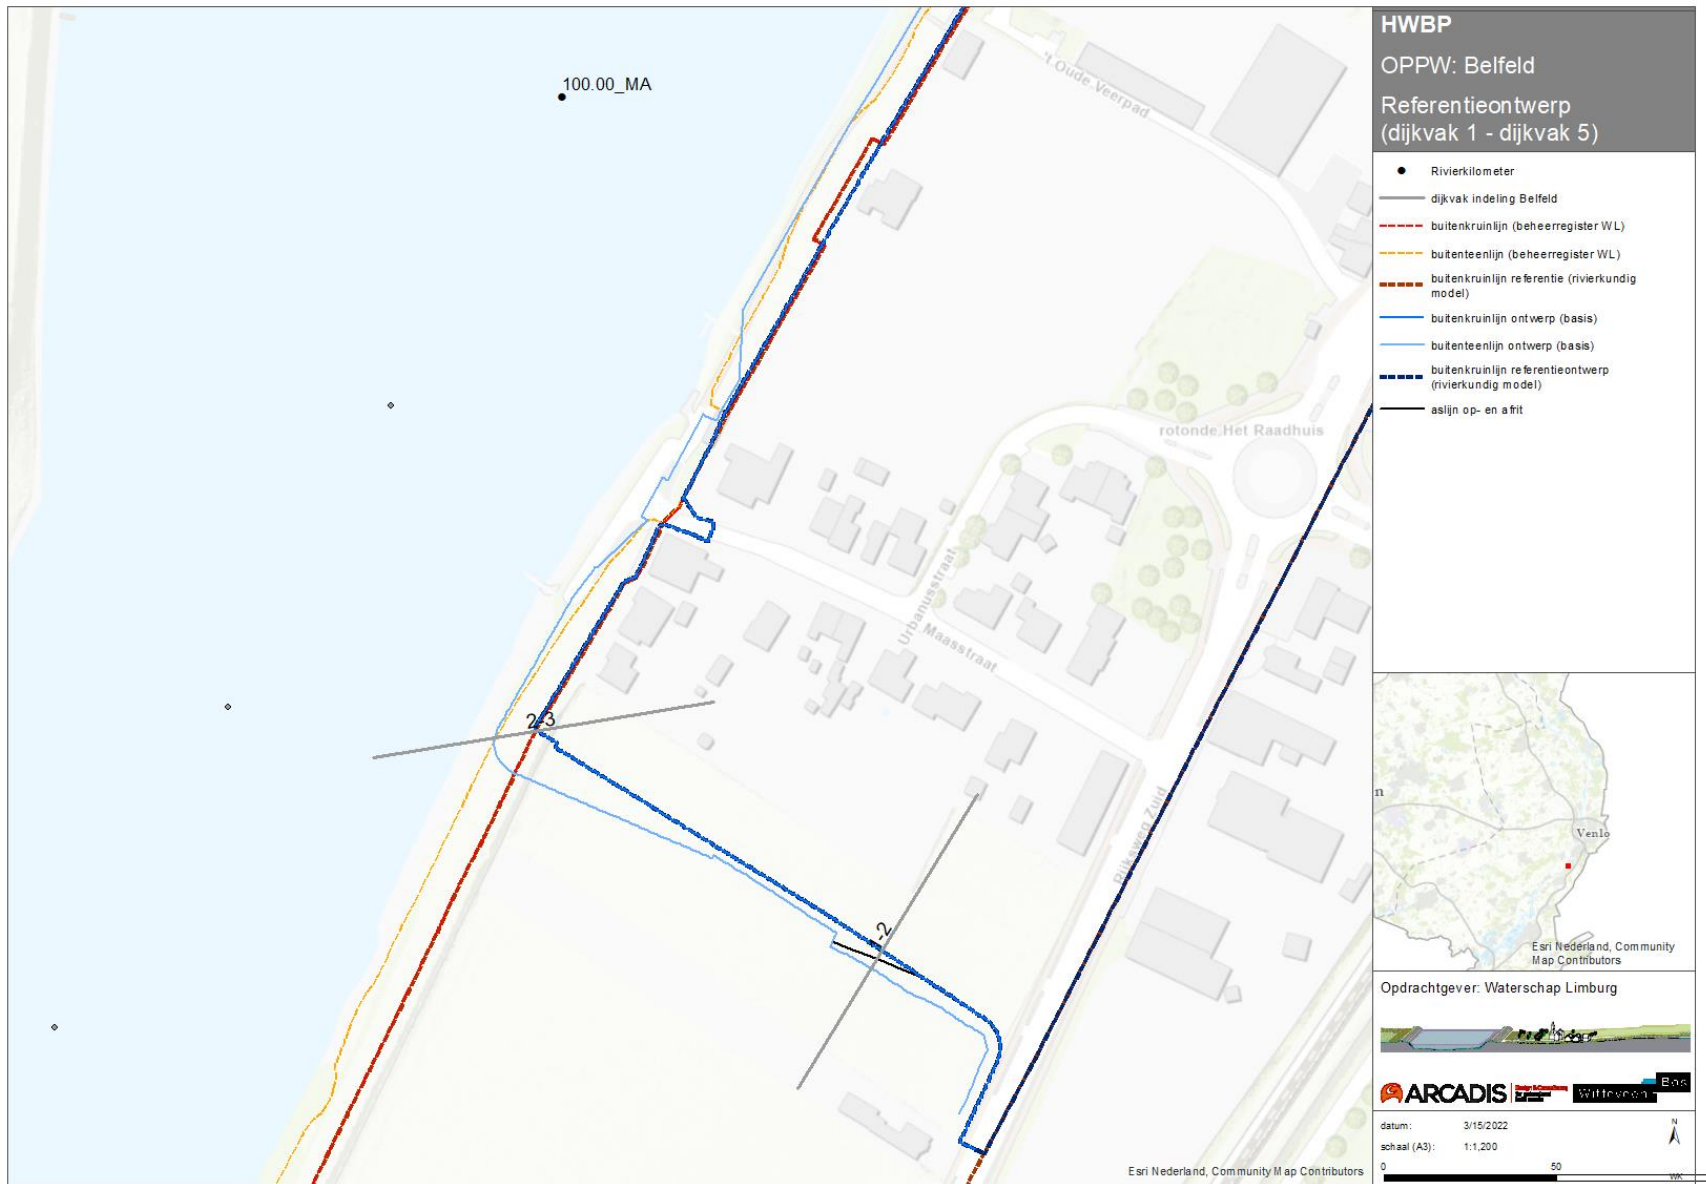 100.00_MA
't Oude Veerpad
rotonde Het Raadhuis
Urbanusstraat
Maasstraat
2-3
Rijksweg Zuid
1-2
Esri Nederland, Community Map Contributors
HWBP
OPPW: Belfeld
Referentieontwerp
(dijkvak 1 - dijkvak 5)
Rivierkilometer
dijkvak indeling Belfeld
buitenkruinlijn (beheerregister WL)
buitenteenlijn (beheerregister WL)
buitenkruinlijn referentie (rivierkundig
model)
buitenkruinlijn ontwerp (basis)
buitenteenlijn ontwerp (basis)
buitenkruinlijn referentieontwerp
(rivierkundig model)
aslijn op- en afrit
n
Venlo
Esri Nederland, Community
Map Contributors
Opdrachtgever: Waterschap Limburg
ARCADIS
Witteveen
Bos
datum: 3/15/2022
schaal (A3): 1:1,200
N
0 50
WK